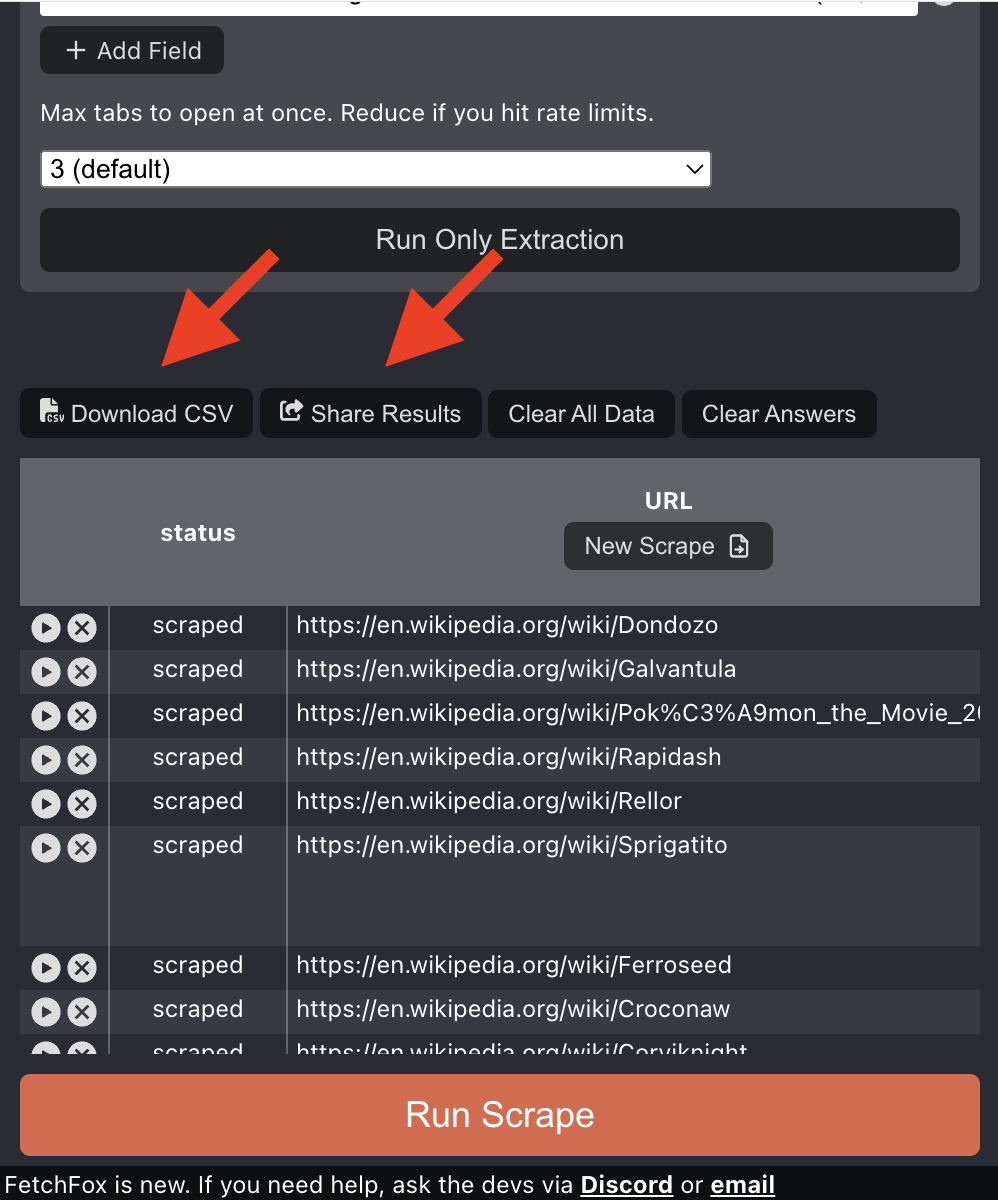 + Add Field
Max tabs to open at once. Reduce if you hit rate limits.
3 (default)
Run Only Extraction
CSV Download CSV Share Results Clear All Data Clear Answers
status URL
New Scrape
scraped https://en.wikipedia.org/wiki/Dondozo
scraped https://en.wikipedia.org/wiki/Galvantula
scraped https://en.wikipedia.org/wiki/Pok%C3%A9mon_the_Movie_2
scraped https://en.wikipedia.org/wiki/Rapidash
scraped https://en.wikipedia.org/wiki/Rellor
scraped https://en.wikipedia.org/wiki/Sprigatito
scraped https://en.wikipedia.org/wiki/Ferroseed
scraped https://en.wikipedia.org/wiki/Croconaw
scraped https://en.wikipedia.org/wiki/Corviknight
Run Scrape
FetchFox is new. If you need help, ask the devs via Discord or email